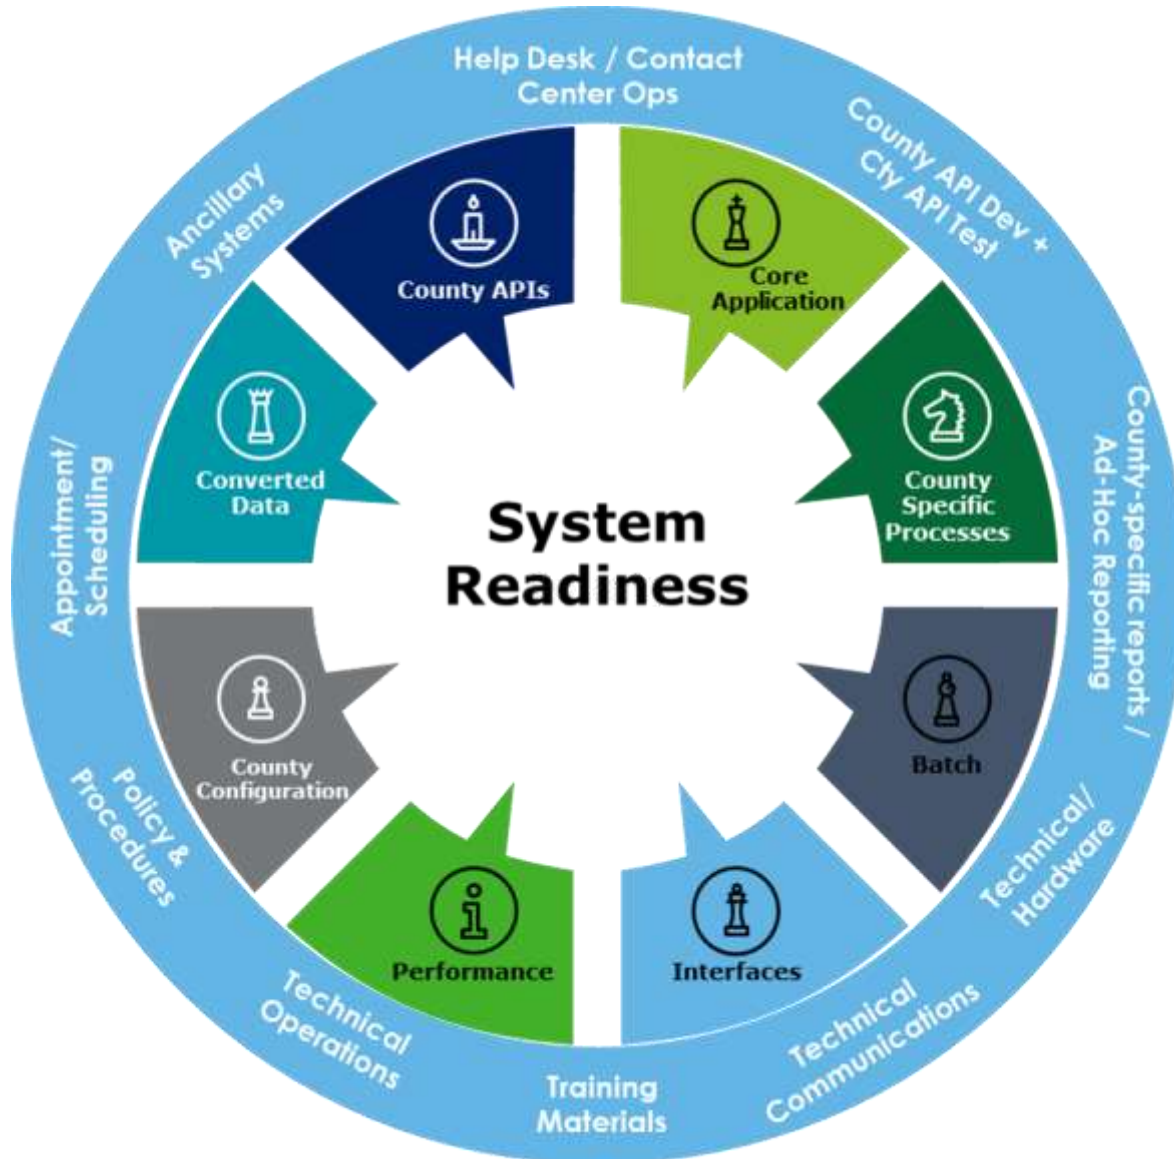 Help Desk / Contact
Center Ops
County API Dev +
Cty API Test
County-specific reports /
Ad-Hoc Reporting
Technical/
Hardware
Technical
Communications
Training
Materials
Technical
Operations
Policy &
Procedures
Appointment/
Scheduling
Ancillary
Systems
County APIs
Core
Application
County
Specific
Processes
Batch
Interfaces
Performance
County
Configuration
Converted
Data
System
Readiness